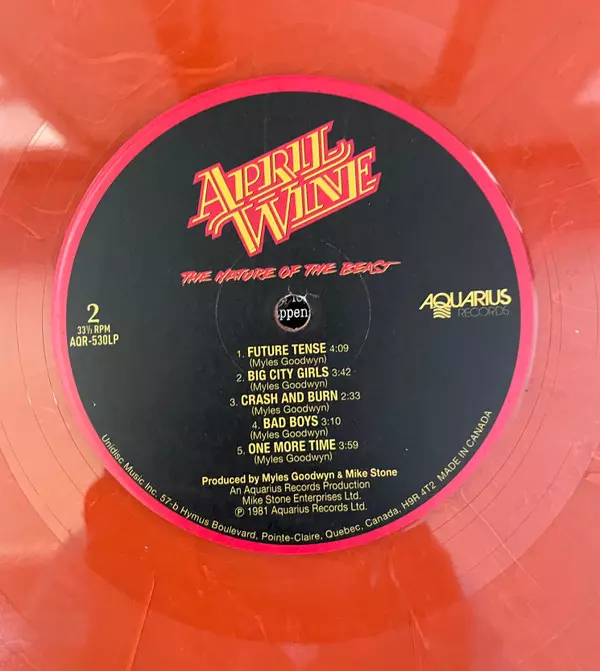 APRIL
WINE
THE NATURE OF THE BEAST
2
33⅓ RPM
AQR-530LP
AQUARIUS
RECORDS
ppen
1. FUTURE TENSE 4:09
(Myles Goodwyn)
2. BIG CITY GIRLS 3:42
(Myles Goodwyn)
3. CRASH AND BURN 2:33
(Myles Goodwyn)
4. BAD BOYS 3:10
(Myles Goodwyn)
5. ONE MORE TIME 3:59
(Myles Goodwyn)
Produced by Myles Goodwyn & Mike Stone
An Aquarius Records Production
Mike Stone Enterprises Ltd.
℗ 1981 Aquarius Records Ltd.
Unidisc Music Inc. 57-b Hymus Boulevard, Pointe-Claire, Quebec, Canada, H9R 4T2 MADE IN CANADA